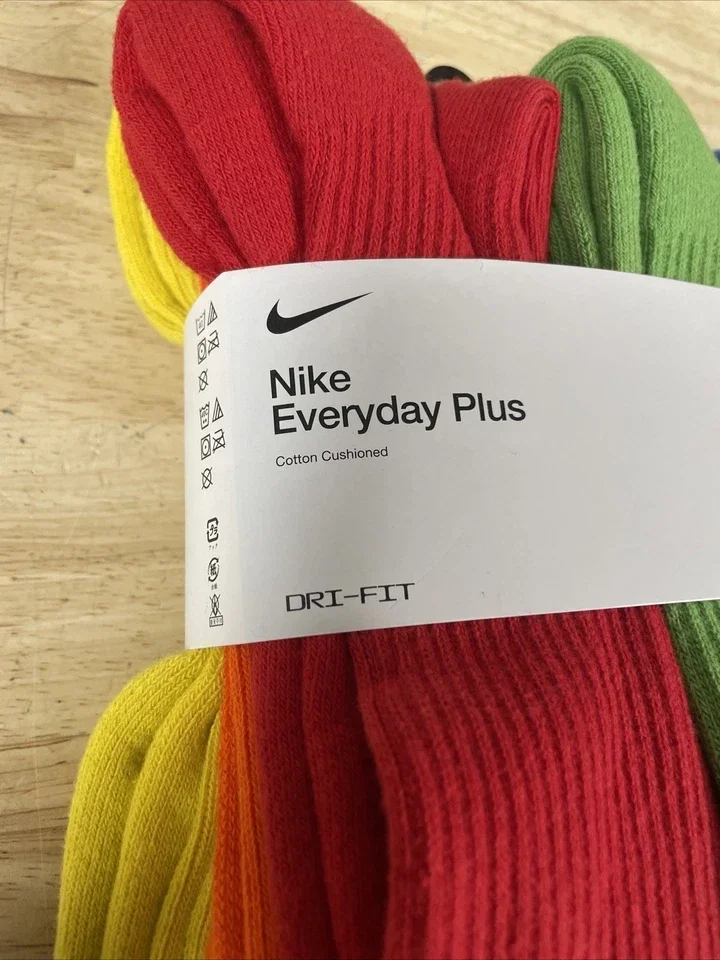 Nike
Everyday Plus
Cotton Cushioned
DRI-FIT